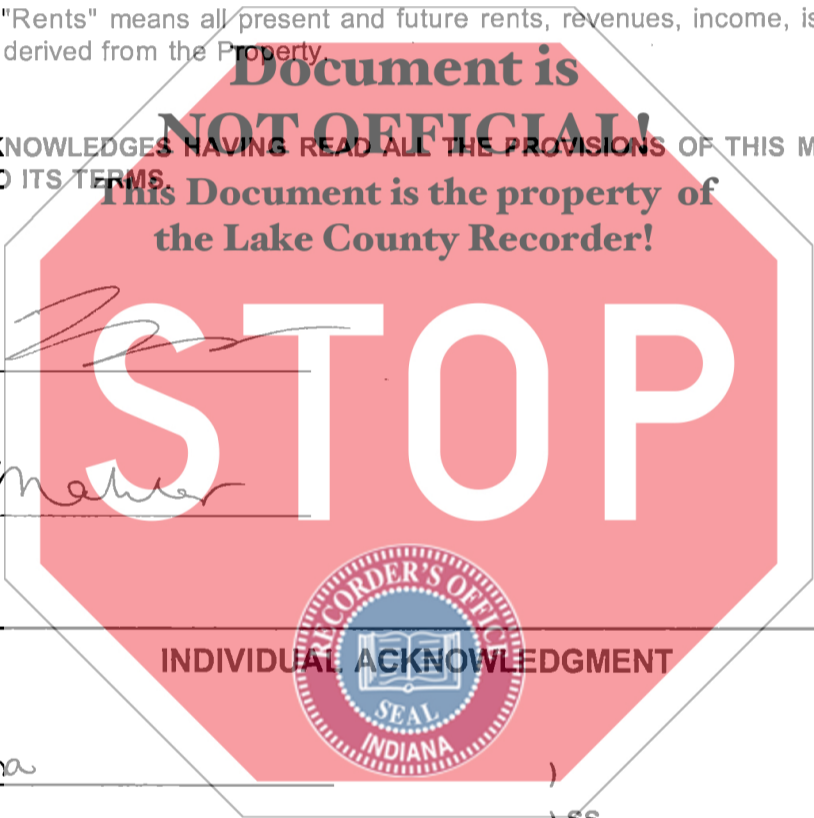 "Rents" means all present and future rents, revenues, income, is
derived from the Property.
Document is
NOT OFFICIAL!
KNOWLEDGES HAVING READ ALL THE PROVISIONS OF THIS M
O ITS TERMS.
This Document is the property of
the Lake County Recorder!
STOP
Mahler
RECORDER'S OFFICE
INDIVIDUAL ACKNOWLEDGMENT
SEAL
INDIANA
a )
) SS